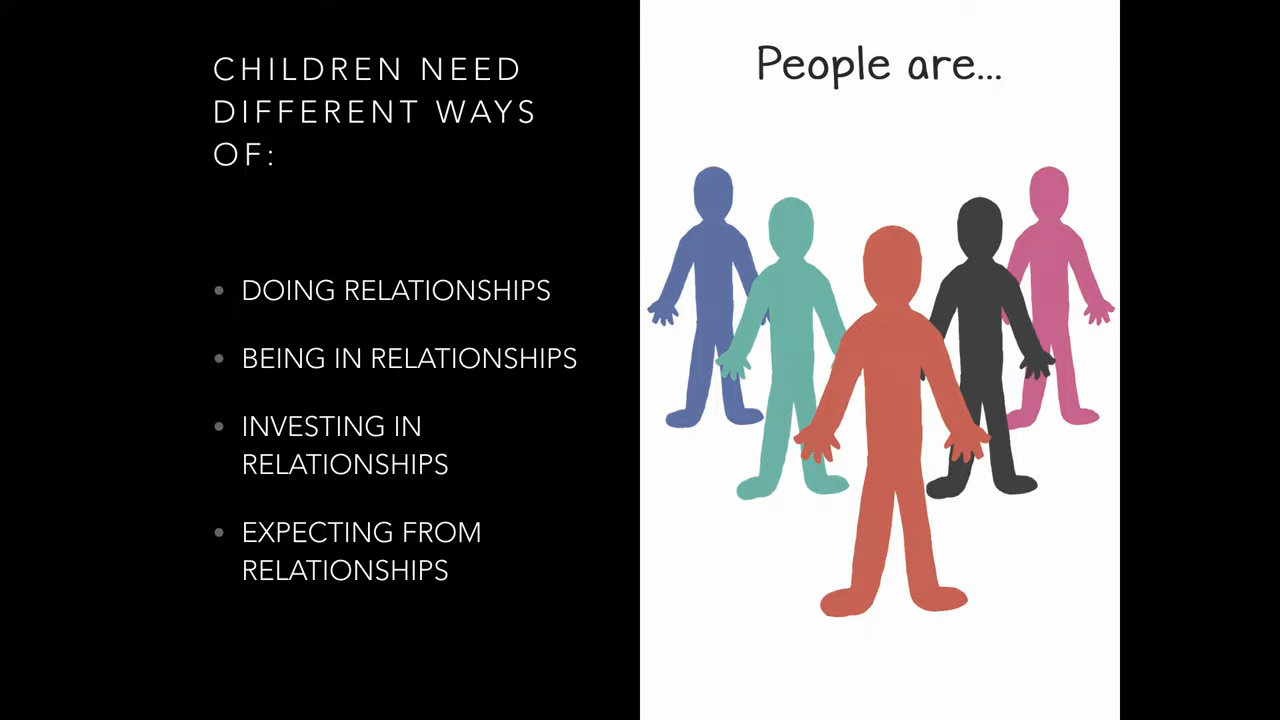 CHILDREN NEED
DIFFERENT WAYS
OF:
• DOING RELATIONSHIPS
• BEING IN RELATIONSHIPS
• INVESTING IN
RELATIONSHIPS
• EXPECTING FROM
RELATIONSHIPS
People are...